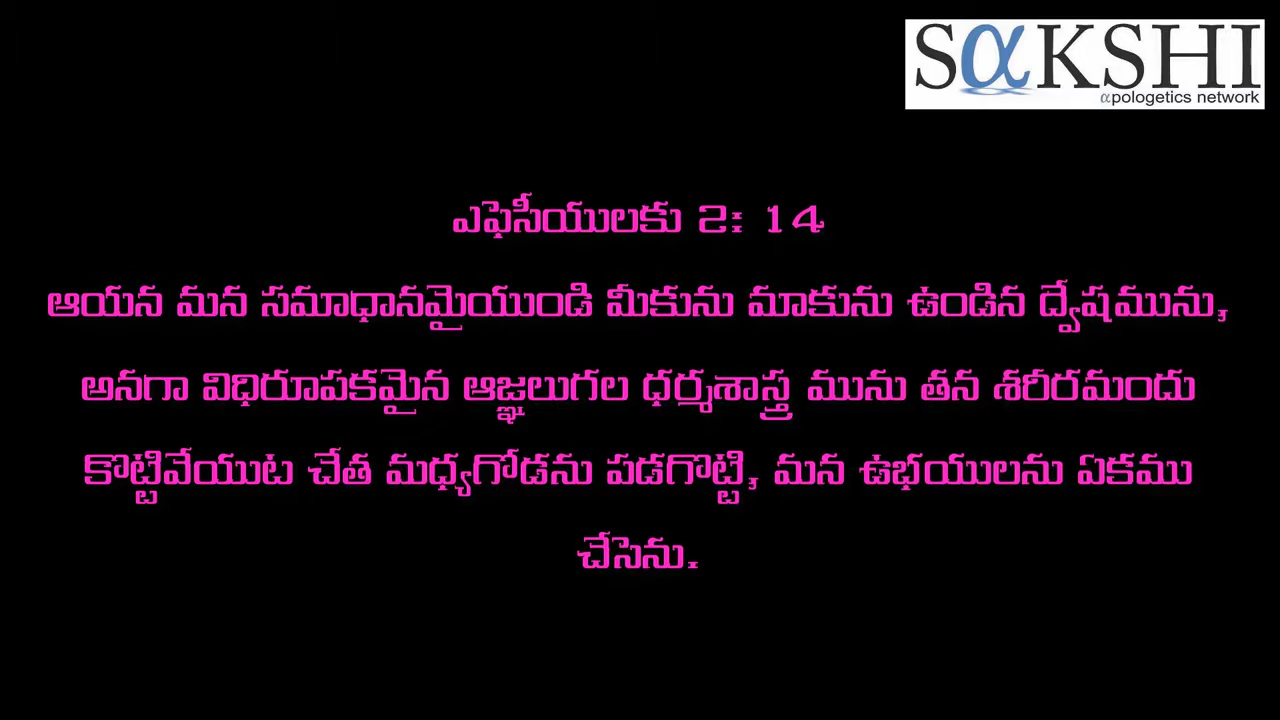 SαKSHI
αpologetics network
ఎఫెసీయులకు 2: 14
ఆయన మన సమాధానమైయుండి మీకును మాకును ఉండిన ద్వేషమును,
అనగా విధిరూపకమైన ఆజ్ఞలుగల ధర్మశాస్త్ర మును తన శరీరమందు
కొట్టివేయుట చేత మధ్యగోడను పడగొట్టి, మన ఉభయులను ఏకము
చేసెను.